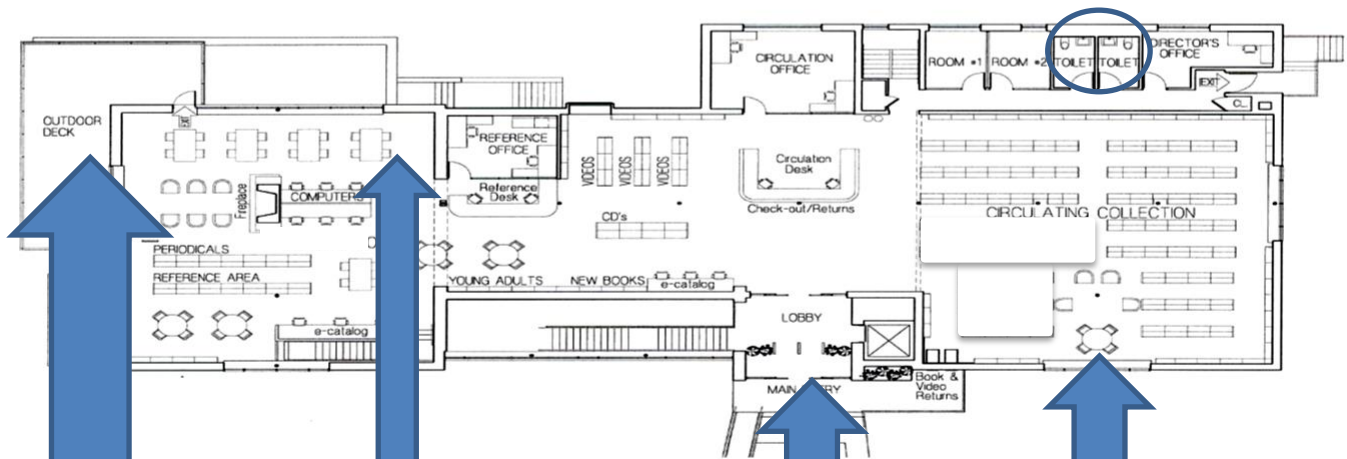 OUTDOOR
DECK
EXIT
Fireplace
COMPUTERS
PERIODICALS
REFERENCE AREA
e-catalog
REFERENCE
OFFICE
Reference
Desk
YOUNG ADULTS
NEW BOOKS
e-catalog
VIDEOS
VIDEOS
VIDEOS
CD's
CIRCULATION
OFFICE
Circulation
Desk
Check-out/Returns
LOBBY
Book &
Video
Returns
ROOM #1
ROOM #2
TOILET
TOILET
DIRECTOR'S
OFFICE
EXIT
CL.
CIRCULATING COLLECTION